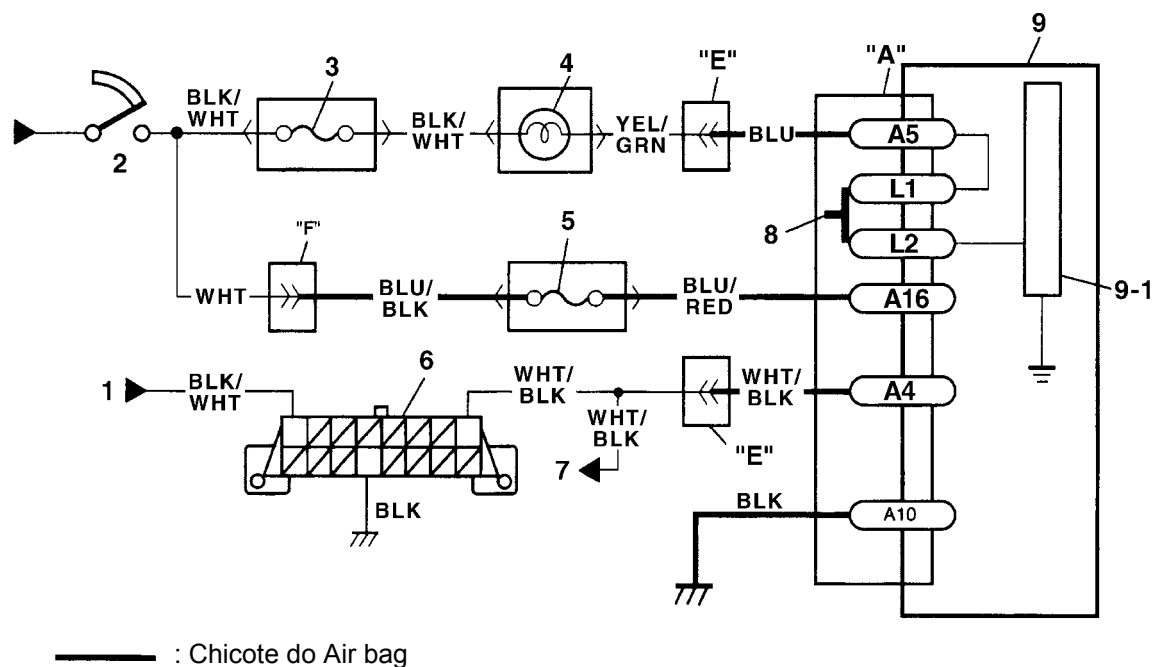 9
"A"
3
4
"E"
BLK/
WHT
BLK/
WHT
YEL/
GRN
BLU
A5
2
L1
8
L2
"F"
5
WHT
BLU/
BLK
BLU/
RED
A16
9-1
1
BLK/
WHT
6
WHT/
BLK
WHT/
BLK
WHT/
BLK
A4
7
"E"
BLK
BLK
A10
: Chicote do Air bag